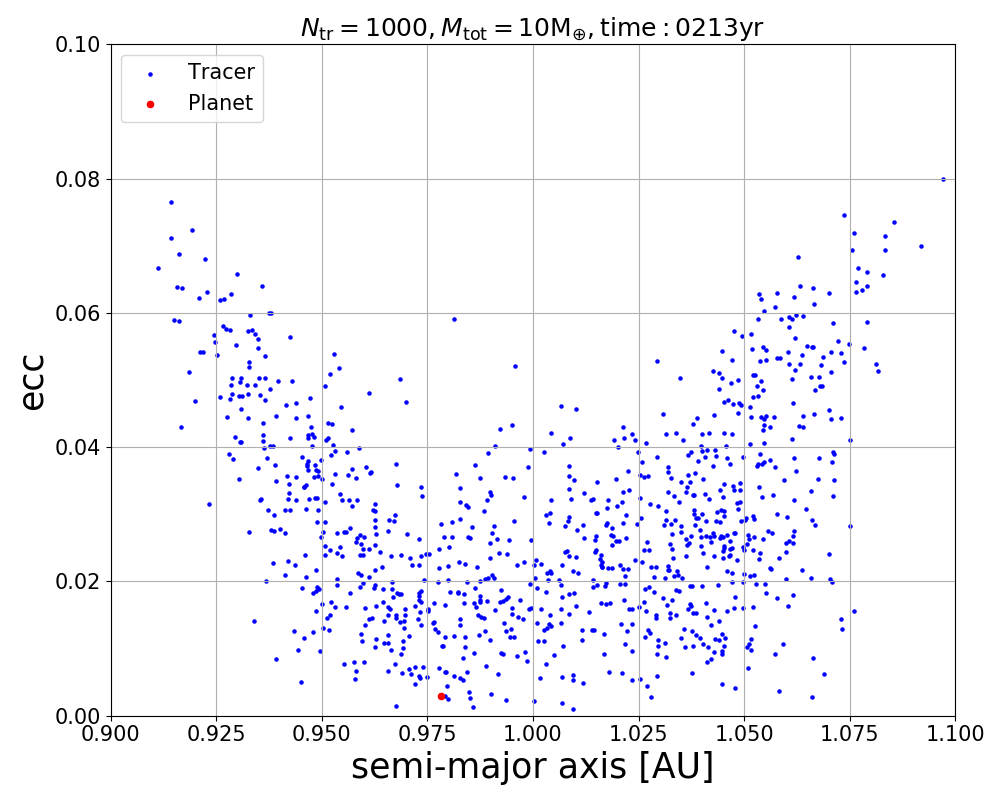 N_tr = 1000, M_tot = 10M_⊕, time : 0213yr
Tracer
Planet
0.10
0.08
0.06
0.04
0.02
0.00
ecc
0.900 0.925 0.950 0.975 1.000 1.025 1.050 1.075 1.100
semi-major axis [AU]